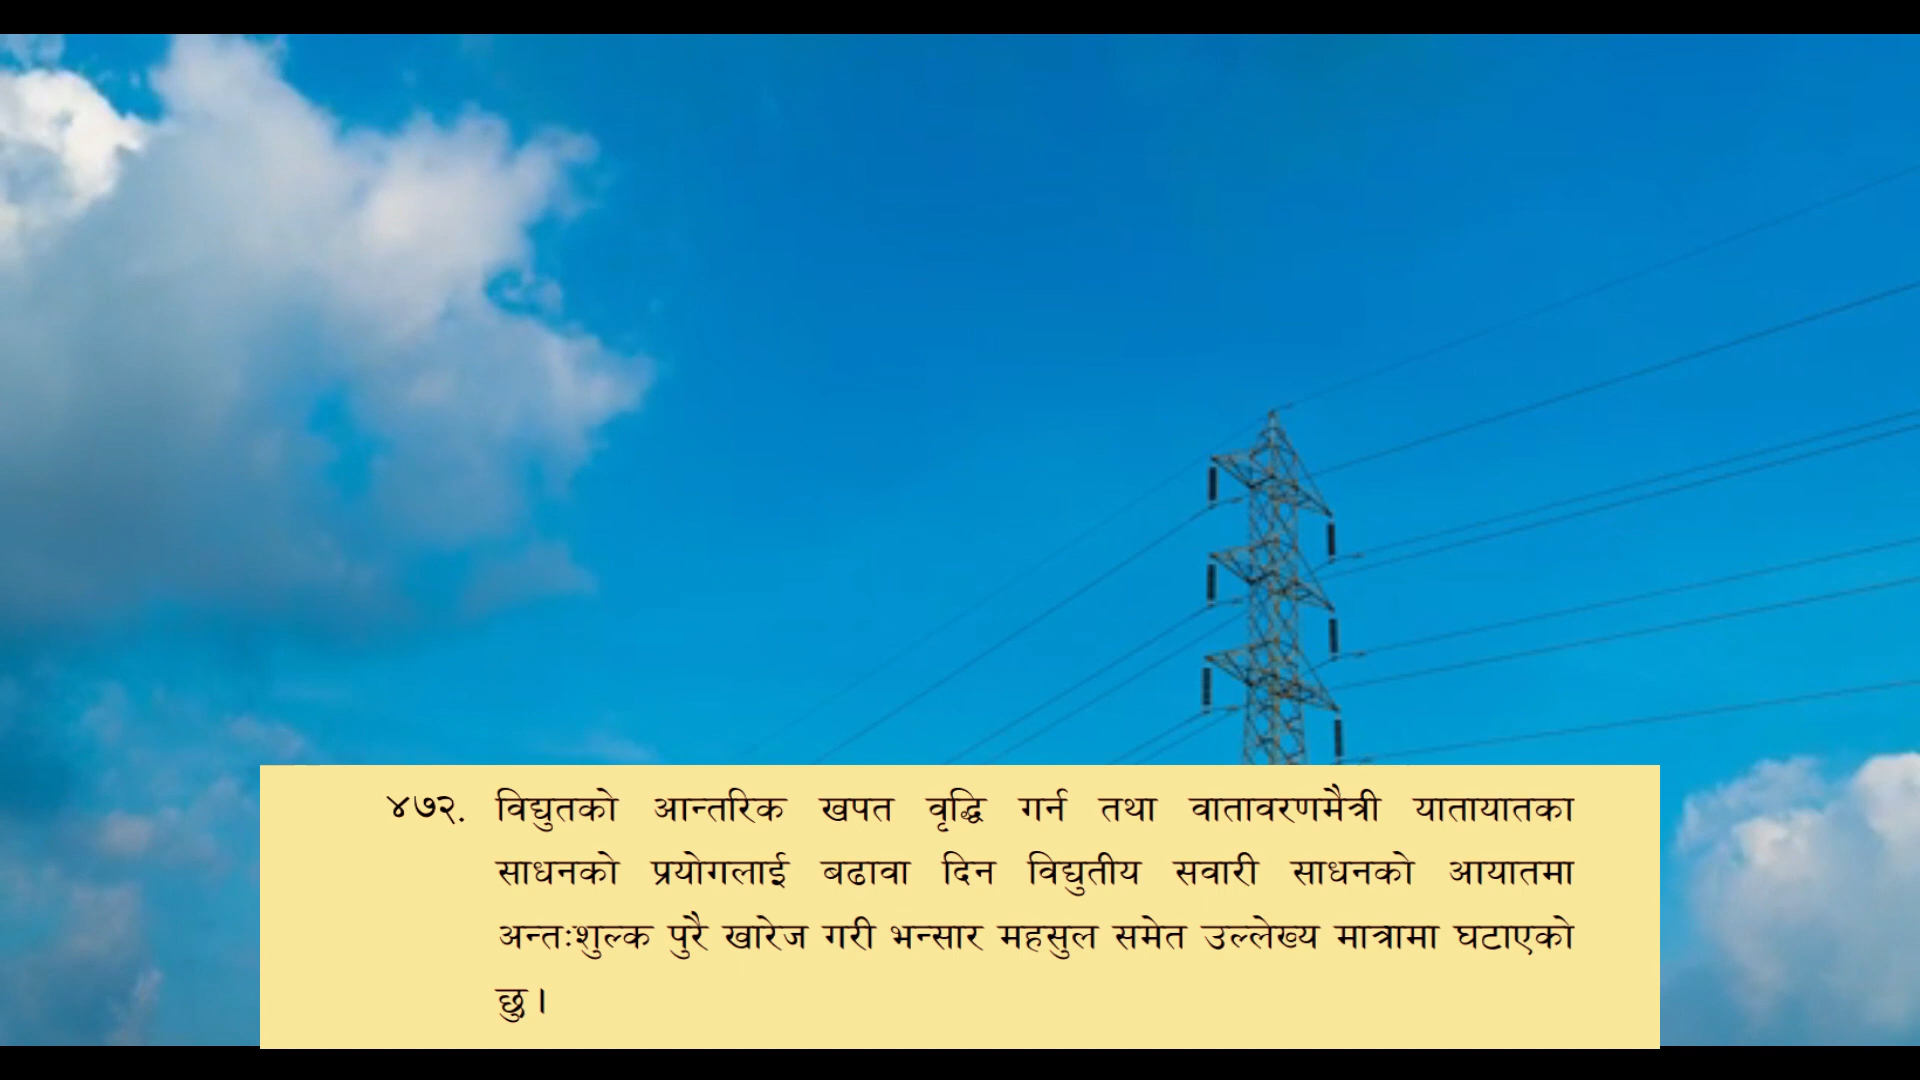 ४७२. विद्युतको आन्तरिक खपत वृद्धि गर्न तथा वातावरणमैत्री यातायातका
साधनको प्रयोगलाई बढावा दिन विद्युतीय सवारी साधनको आयातमा
अन्तःशुल्क पुरै खारेज गरी भन्सार महसुल समेत उल्लेख्य मात्रामा घटाएको
छु।